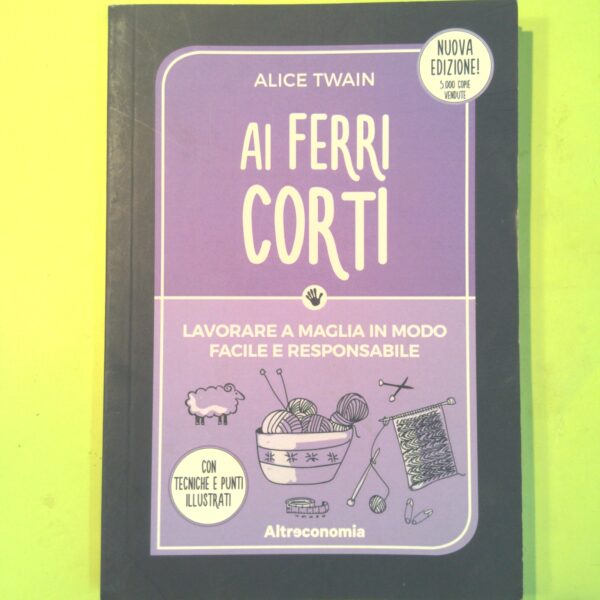 NUOVA
EDIZIONE!
5.000 COPIE
VENDUTE
ALICE TWAIN
AI FERRI
CORTI
LAVORARE A MAGLIA IN MODO
FACILE E RESPONSABILE
CON
TECNICHE E PUNTI
ILLUSTRATI
Altreconomia